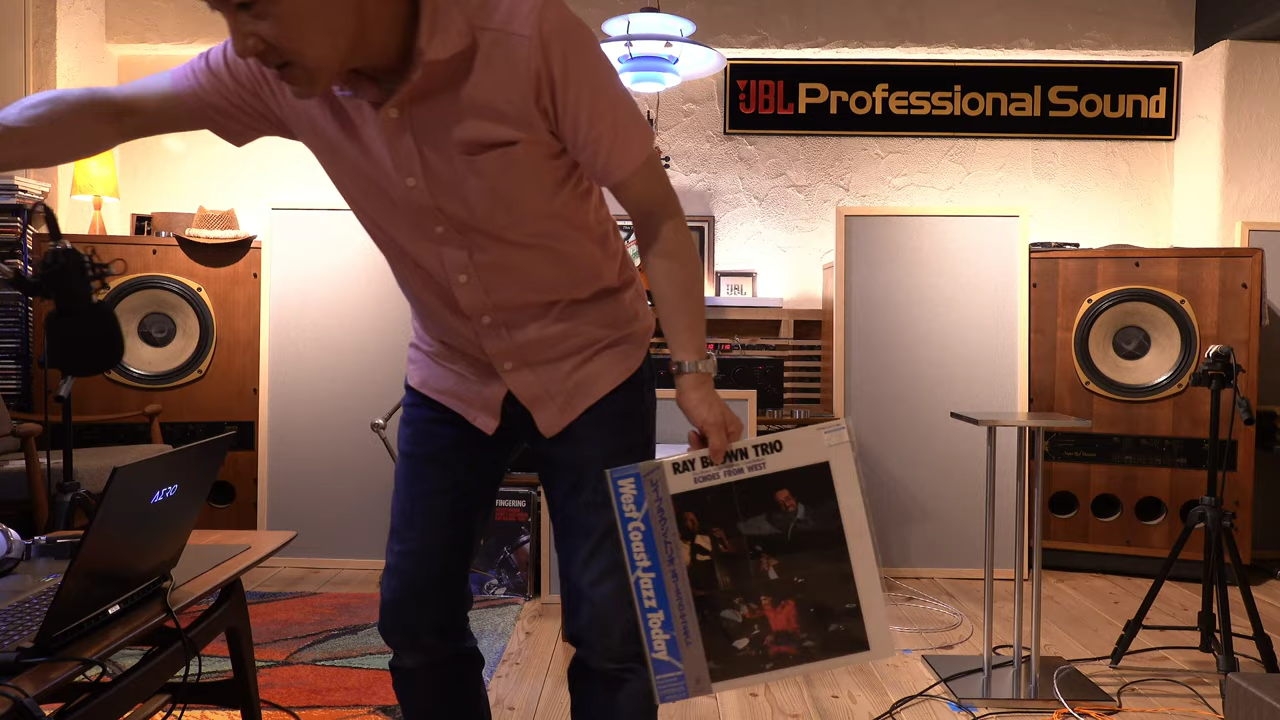 JBL Professional Sound
JBL
AERO
RAY BROWN TRIO
ECHOES FROM WEST
West Coast Jazz Today
FINGERING